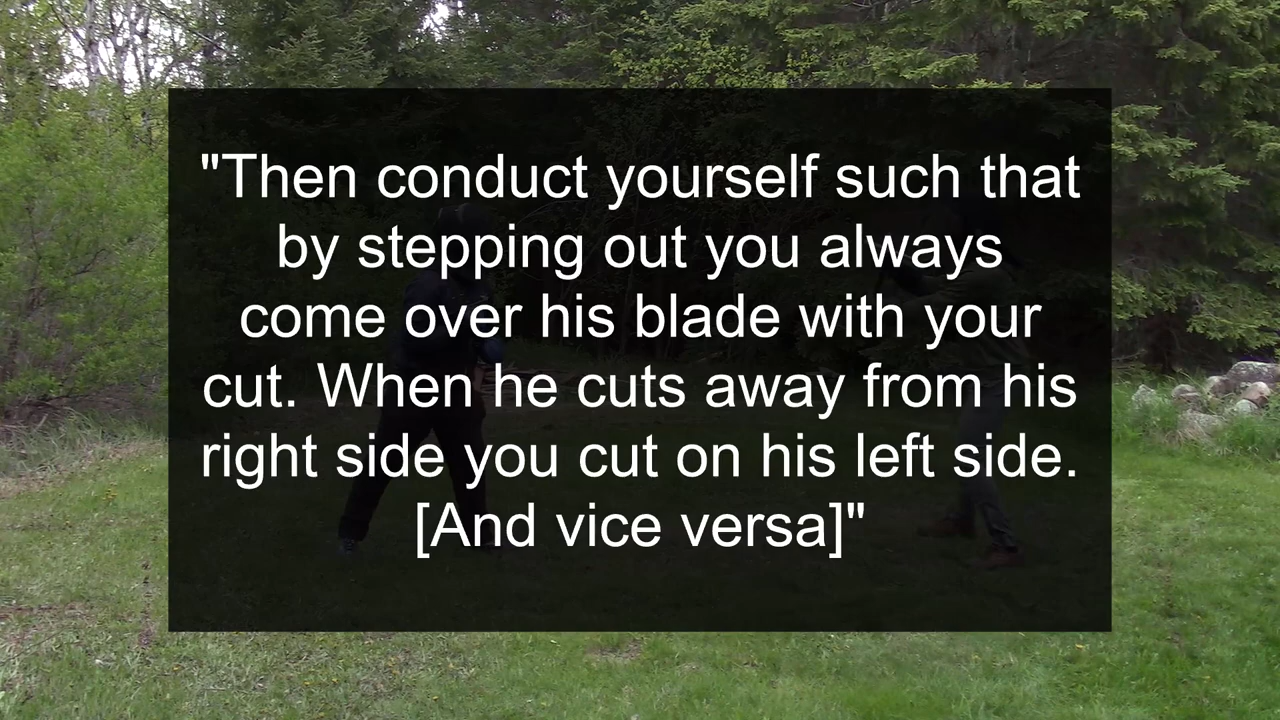 "Then conduct yourself such that
by stepping out you always
come over his blade with your
cut. When he cuts away from his
right side you cut on his left side.
[And vice versa]"